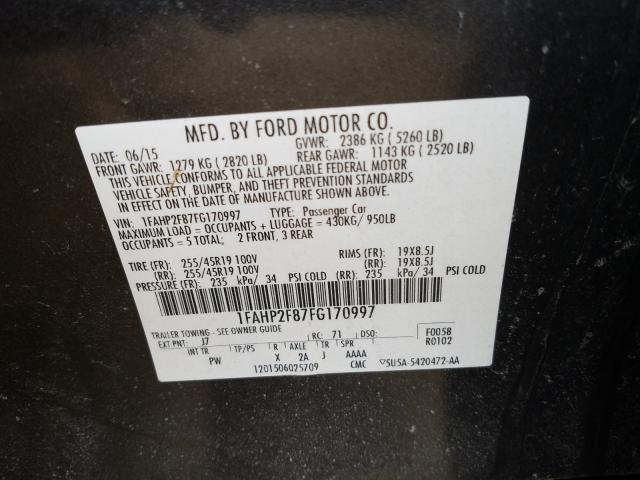 MFD. BY FORD MOTOR CO.
DATE: 06/15 GVWR: 2386 KG ( 5260 LB)
FRONT GAWR: 1279 KG ( 2820 LB) REAR GAWR: 1143 KG ( 2520 LB)
THIS VEHICLE CONFORMS TO ALL APPLICABLE FEDERAL MOTOR
VEHICLE SAFETY, BUMPER, AND THEFT PREVENTION STANDARDS
IN EFFECT ON THE DATE OF MANUFACTURE SHOWN ABOVE.
VIN: 1FAHP2F87FG170997 TYPE: Passenger Car
MAXIMUM LOAD = OCCUPANTS + LUGGAGE = 430KG/ 950LB
OCCUPANTS = 5 TOTAL; 2 FRONT, 3 REAR
TIRE (FR): 255/45R19 100V RIMS (FR): 19X8.5J
(RR): 255/45R19 100V (RR): 19X8.5J
PRESSURE (FR): 235 kPa/ 34 PSI COLD (RR): 235 kPa/ 34 PSI COLD
1FAHP2F87FG170997
TRAILER TOWING - SEE OWNER GUIDE
EXT PNT: J7 RC: 71 DSO: F0058
R0102
INT TR TP/PS R AXLE TR SPR
PW X 2A J AAAA
1201506025709 CMC ▽5U5A-5420472-AA